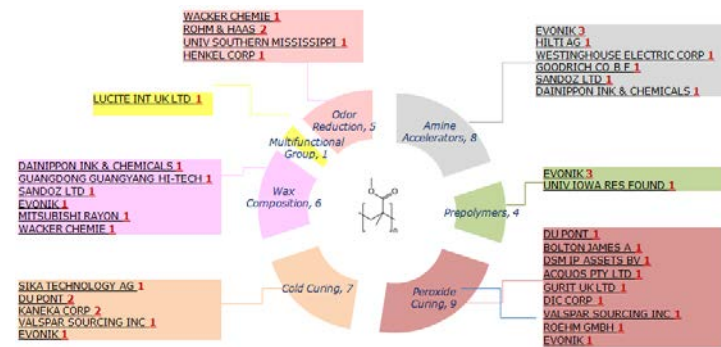 WACKER CHEMIE 1
ROHM & HAAS 2
UNIV SOUTHERN MISSISSIPPI 1
HENKEL CORP 1
EVONIK 3
HILTI AG 1
WESTINGHOUSE ELECTRIC CORP 1
GOODRICH CO B F 1
SANDOZ LTD 1
DAINIPPON INK & CHEMICALS 1
LUCITE INT UK LTD 1
Odor
Reduction, 5
Amine
Accelerators, 8
Multifunctional
Group, 1
DAINIPPON INK & CHEMICALS 1
GUANGDONG GUANGYANG HI-TECH 1
SANDOZ LTD 1
EVONIK 1
MITSUBISHI RAYON 1
WACKER CHEMIE 1
Wax
Composition, 6
O
O
n
Prepolymers, 4
EVONIK 3
UNIV IOWA RES FOUND 1
SIKA TECHNOLOGY AG 1
DU PONT 2
KANEKA CORP 2
VALSPAR SOURCING INC 1
EVONIK 1
Cold Curing, 7
Peroxide
Curing, 9
DU PONT 1
BOLTON JAMES A 1
DSM IP ASSETS BV 1
ACQUOS PTY LTD 1
GURIT UK LTD 1
DIC CORP 1
VALSPAR SOURCING INC 1
ROEHM GMBH 1
EVONIK 1